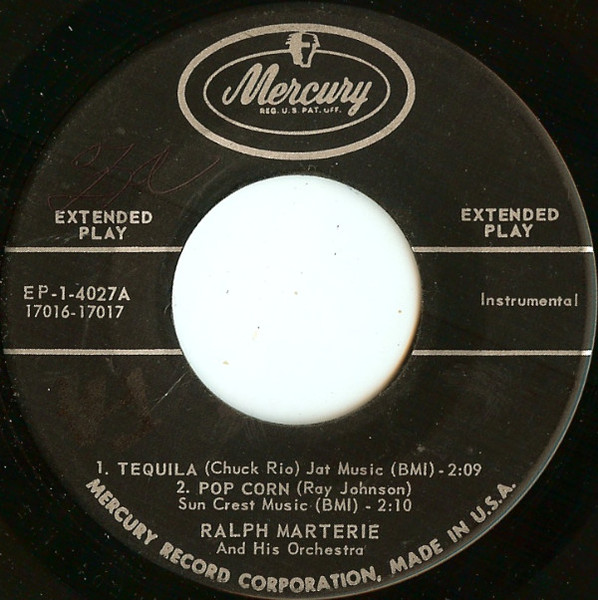 Mercury
REG. U.S. PAT. OFF.
EXTENDED
PLAY
EXTENDED
PLAY
EP-1-4027A
17016-17017
Instrumental
1. TEQUILA (Chuck Rio) Jat Music (BMI) - 2:09
2. POP CORN (Ray Johnson)
Sun Crest Music (BMI) - 2:10
RALPH MARTERIE
And His Orchestra
MERCURY RECORD CORPORATION, MADE IN U.S.A.